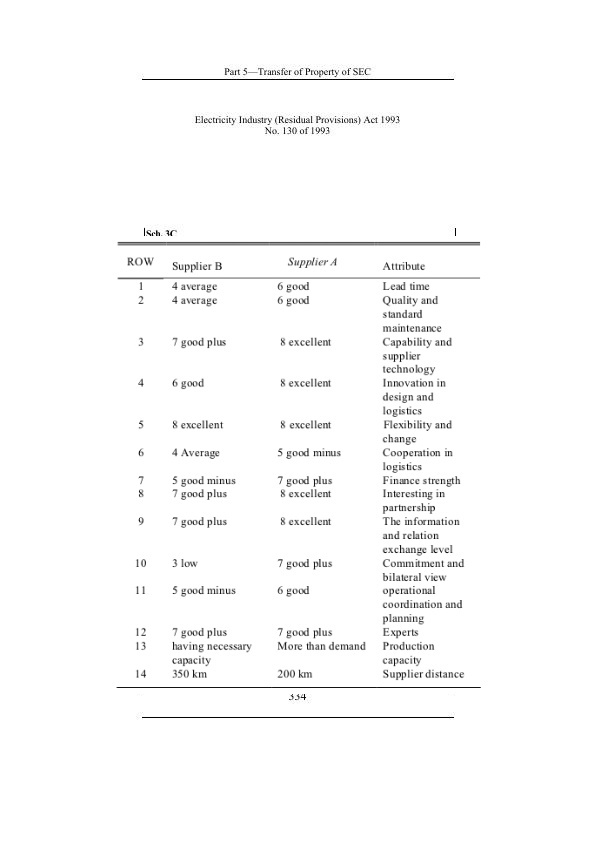 Part 5—Transfer of Property of SEC
Electricity Industry (Residual Provisions) Act 1993
No. 130 of 1993
Sch. 3C
ROW Supplier B Supplier A Attribute
1 4 average 6 good Lead time
2 4 average 6 good Quality and
standard
maintenance
3 7 good plus 8 excellent Capability and
supplier
technology
4 6 good 8 excellent Innovation in
design and
logistics
5 8 excellent 8 excellent Flexibility and
change
6 4 Average 5 good minus Cooperation in
logistics
7 5 good minus 7 good plus Finance strength
8 7 good plus 8 excellent Interesting in
partnership
9 7 good plus 8 excellent The information
and relation
exchange level
10 3 low 7 good plus Commitment and
bilateral view
11 5 good minus 6 good operational
coordination and
planning
12 7 good plus 7 good plus Experts
13 having necessary More than demand Production
capacity capacity
14 350 km 200 km Supplier distance
334